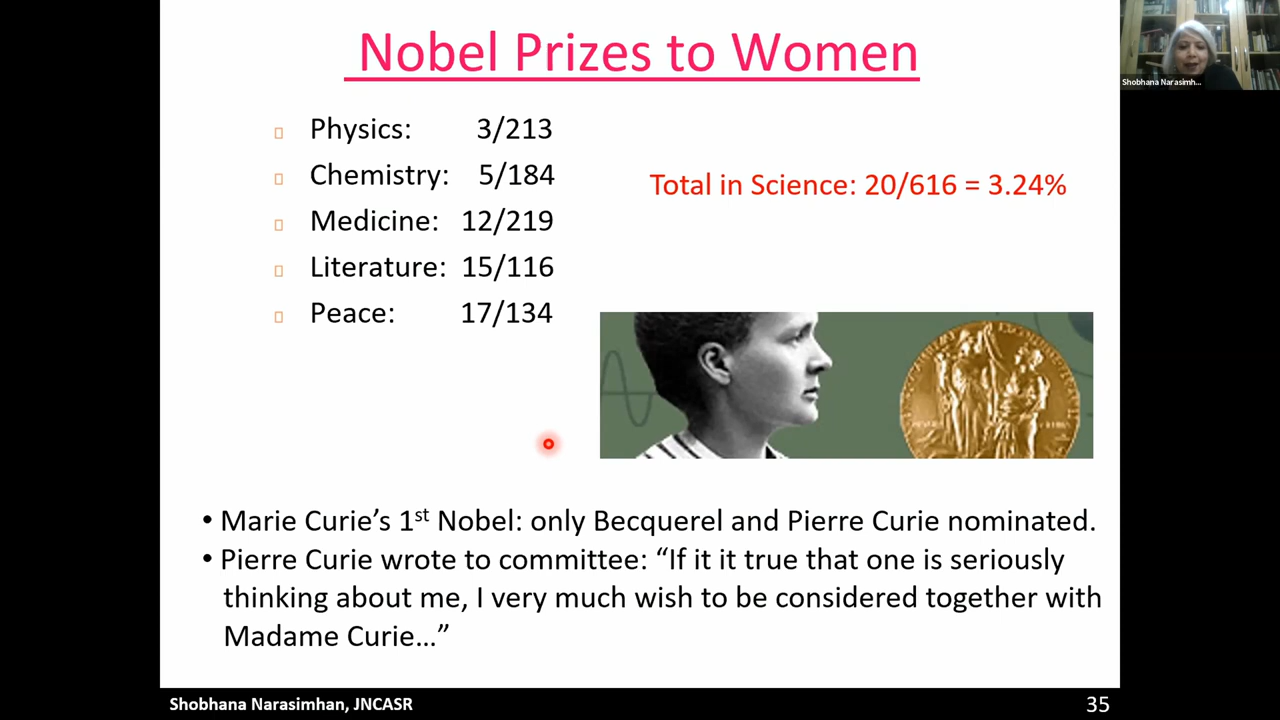 Nobel Prizes to Women
Shobhana Narasimh...
Physics: 3/213
Chemistry: 5/184
Total in Science: 20/616 = 3.24%
Medicine: 12/219
Literature: 15/116
Peace: 17/134
• Marie Curie’s 1st Nobel: only Becquerel and Pierre Curie nominated.
• Pierre Curie wrote to committee: “If it it true that one is seriously
thinking about me, I very much wish to be considered together with
Madame Curie…”
Shobhana Narasimhan, JNCASR
35